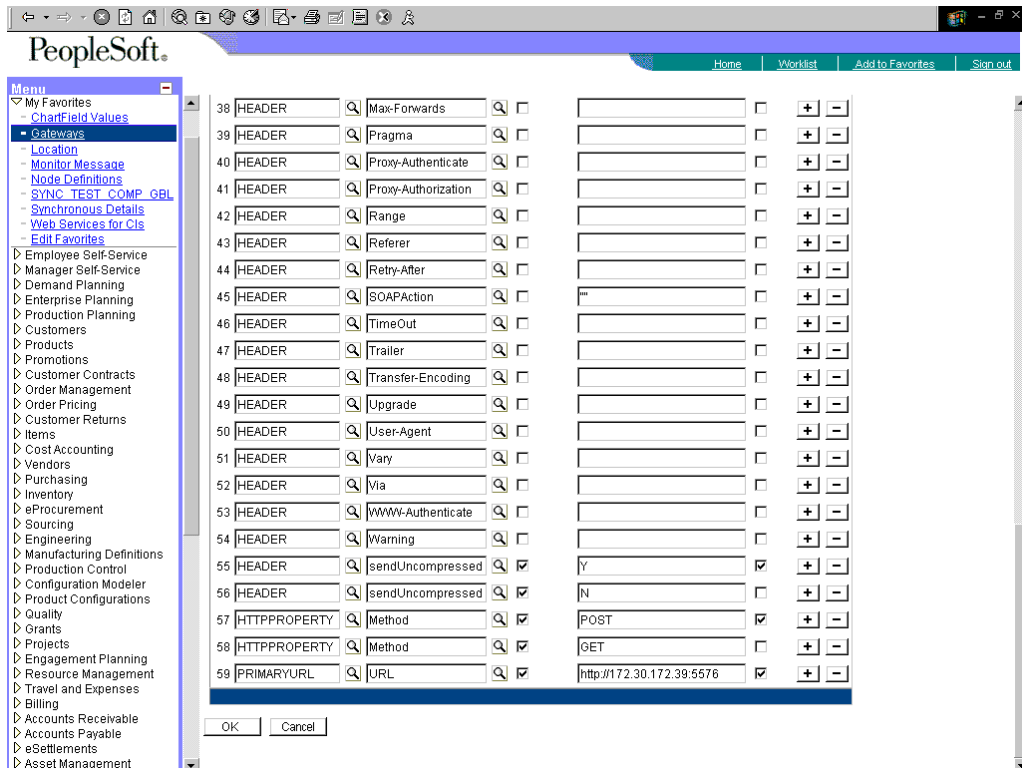 PeopleSoft.
Home Worklist Add to Favorites Sign out
Menu
My Favorites
ChartField Values
Gateways
Location
Monitor Message
Node Definitions
SYNC_TEST_COMP_GBL
Synchronous Details
Web Services for CIs
Edit Favorites
Employee Self-Service
Manager Self-Service
Demand Planning
Enterprise Planning
Production Planning
Customers
Products
Promotions
Customer Contracts
Order Management
Order Pricing
Customer Returns
Items
Cost Accounting
Vendors
Purchasing
Inventory
eProcurement
Sourcing
Engineering
Manufacturing Definitions
Production Control
Configuration Modeler
Product Configurations
Quality
Grants
Projects
Engagement Planning
Resource Management
Travel and Expenses
Billing
Accounts Receivable
Accounts Payable
eSettlements
Asset Management
38 HEADER Max-Forwards
39 HEADER Pragma
40 HEADER Proxy-Authenticate
41 HEADER Proxy-Authorization
42 HEADER Range
43 HEADER Referer
44 HEADER Retry-After
45 HEADER SOAPAction ""
46 HEADER TimeOut
47 HEADER Trailer
48 HEADER Transfer-Encoding
49 HEADER Upgrade
50 HEADER User-Agent
51 HEADER Vary
52 HEADER Via
53 HEADER WWW-Authenticate
54 HEADER Warning
55 HEADER sendUncompressed Y
56 HEADER sendUncompressed N
57 HTTPPROPERTY Method POST
58 HTTPPROPERTY Method GET
59 PRIMARYURL URL http://172.30.172.39:5576
OK Cancel